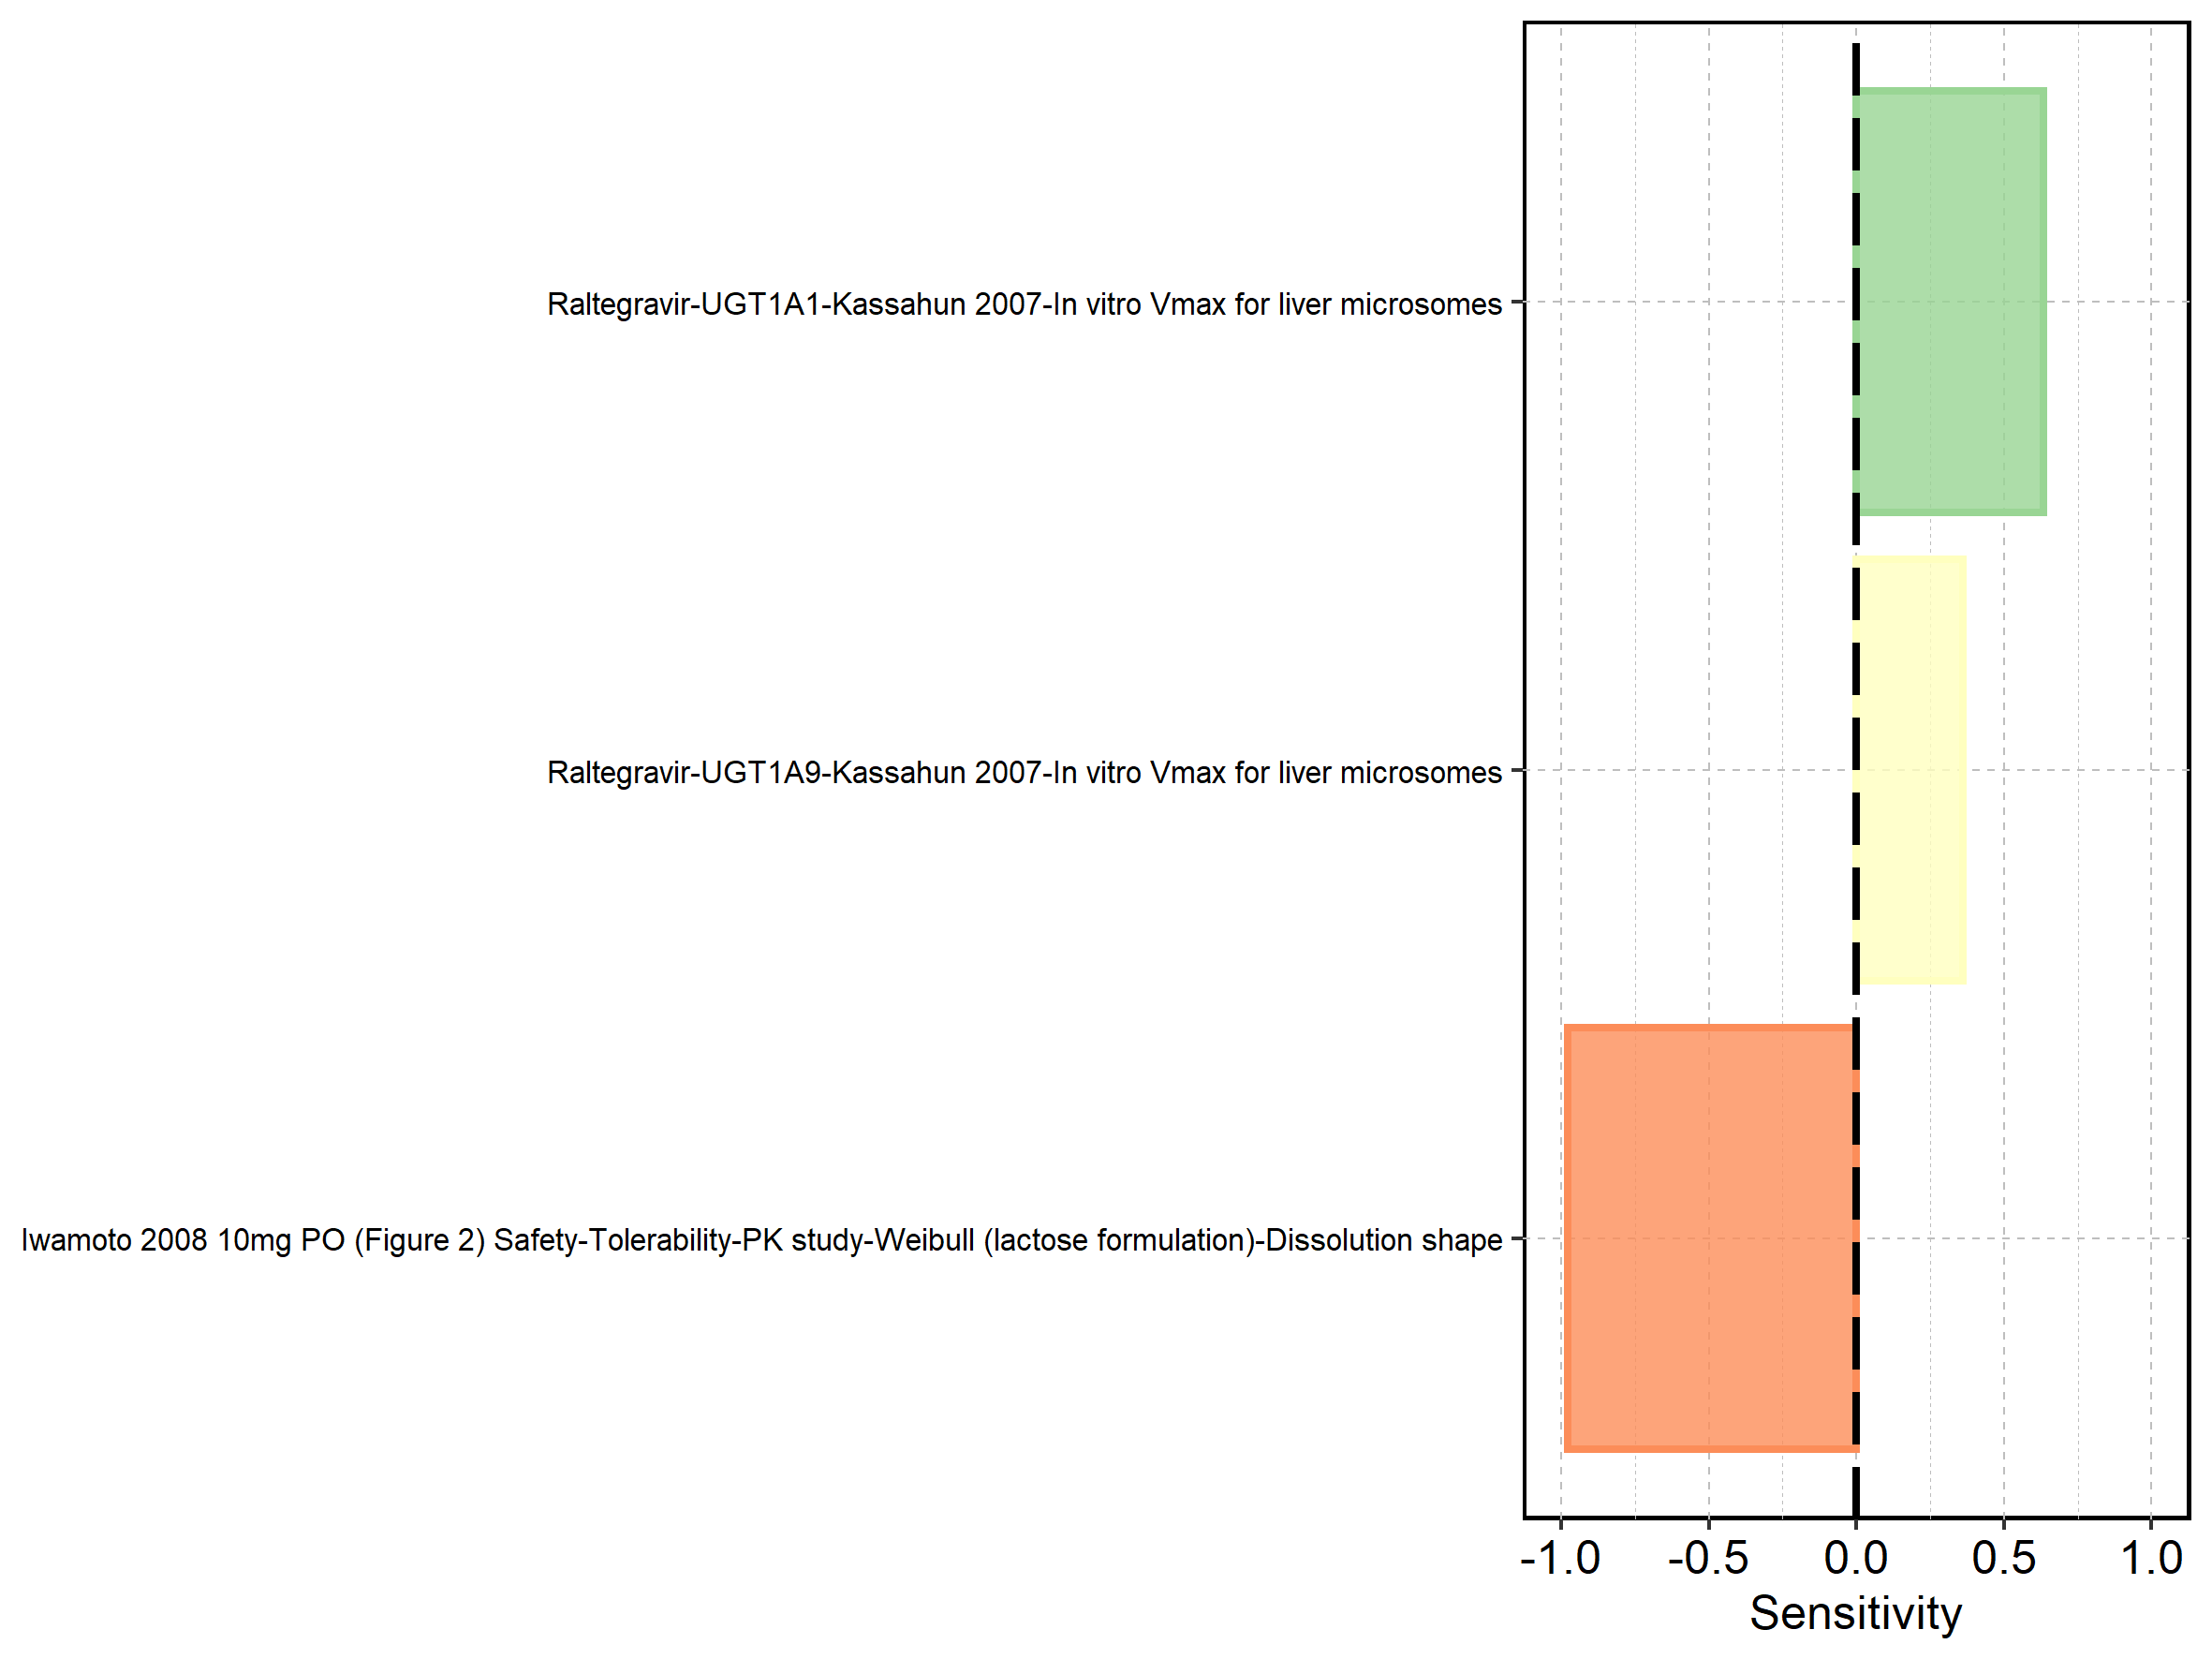 Raltegravir-UGT1A1-Kassahun 2007-In vitro Vmax for liver microsomes
Raltegravir-UGT1A9-Kassahun 2007-In vitro Vmax for liver microsomes
Iwamoto 2008 10mg PO (Figure 2) Safety-Tolerability-PK study-Weibull (lactose formulation)-Dissolution shape
-1.0 -0.5 0.0 0.5 1.0
Sensitivity